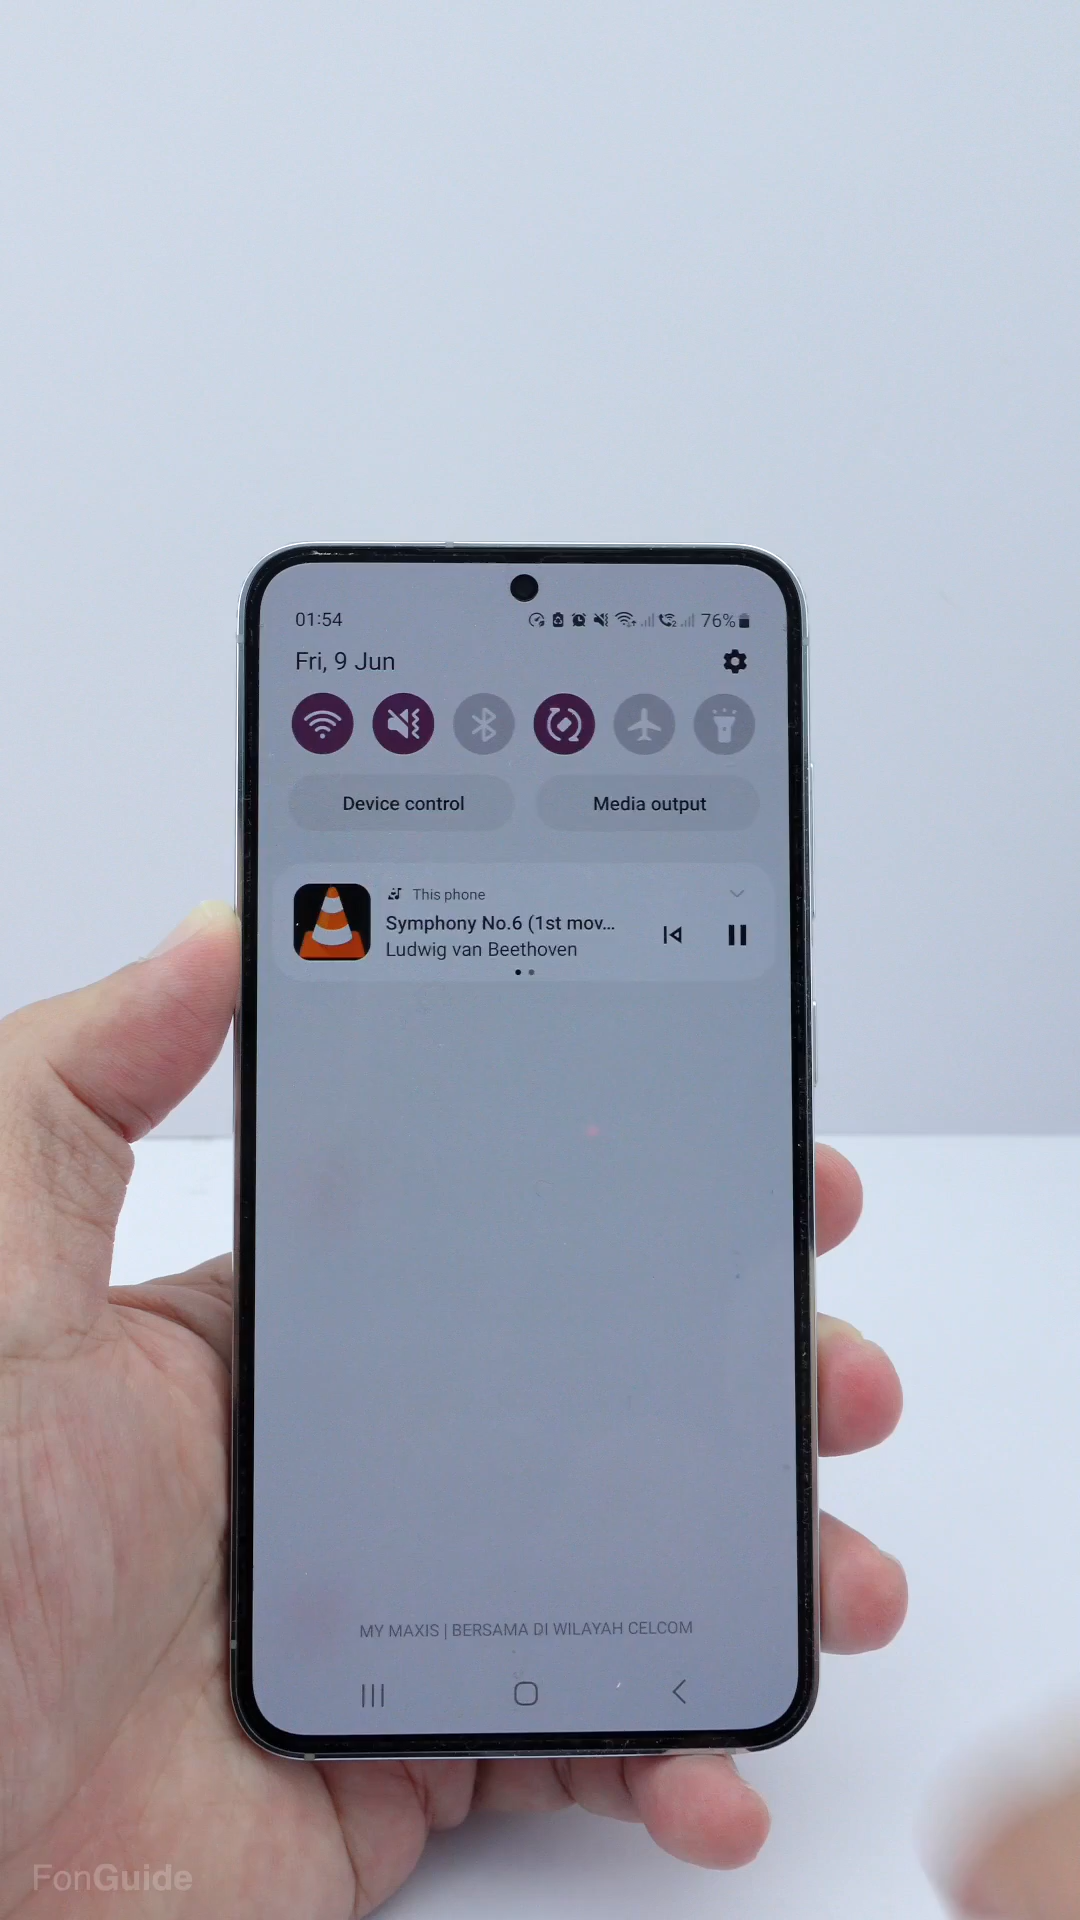 01:54
76%
Fri, 9 Jun
Device control
Media output
This phone
Symphony No.6 (1st mov...
Ludwig van Beethoven
MY MAXIS | BERSAMA DI WILAYAH CELCOM
FonGuide